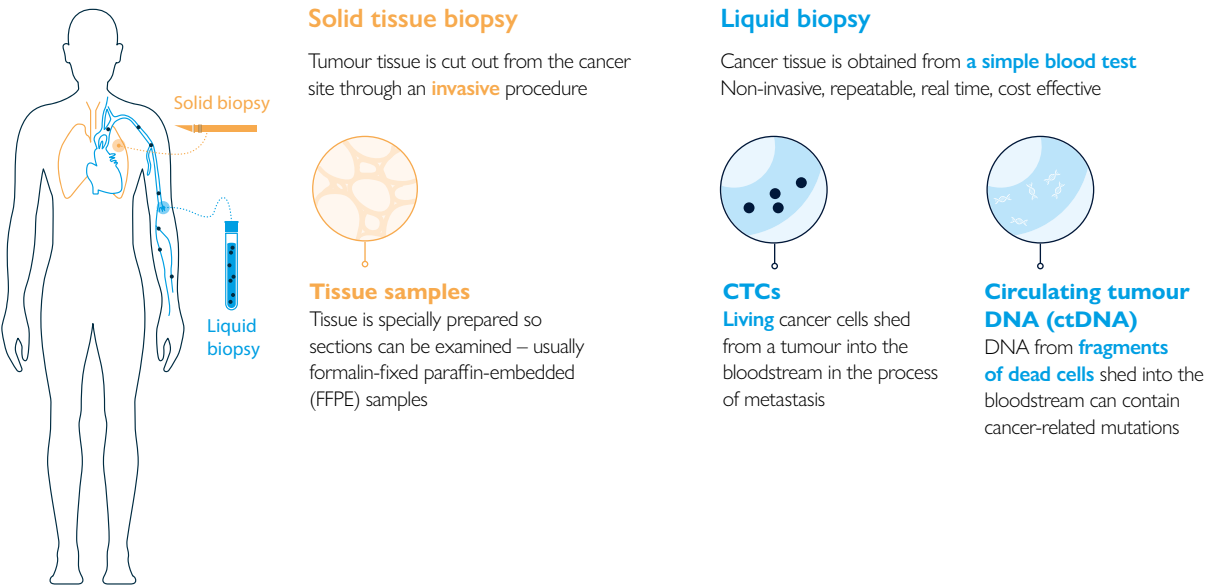 Solid biopsy
Liquid
biopsy
Solid tissue biopsy
Tumour tissue is cut out from the cancer
site through an invasive procedure
Tissue samples
Tissue is specially prepared so
sections can be examined – usually
formalin-fixed paraffin-embedded
(FFPE) samples
Liquid biopsy
Cancer tissue is obtained from a simple blood test
Non-invasive, repeatable, real time, cost effective
CTCs
Living cancer cells shed
from a tumour into the
bloodstream in the process
of metastasis
Circulating tumour
DNA (ctDNA)
DNA from fragments
of dead cells shed into the
bloodstream can contain
cancer-related mutations